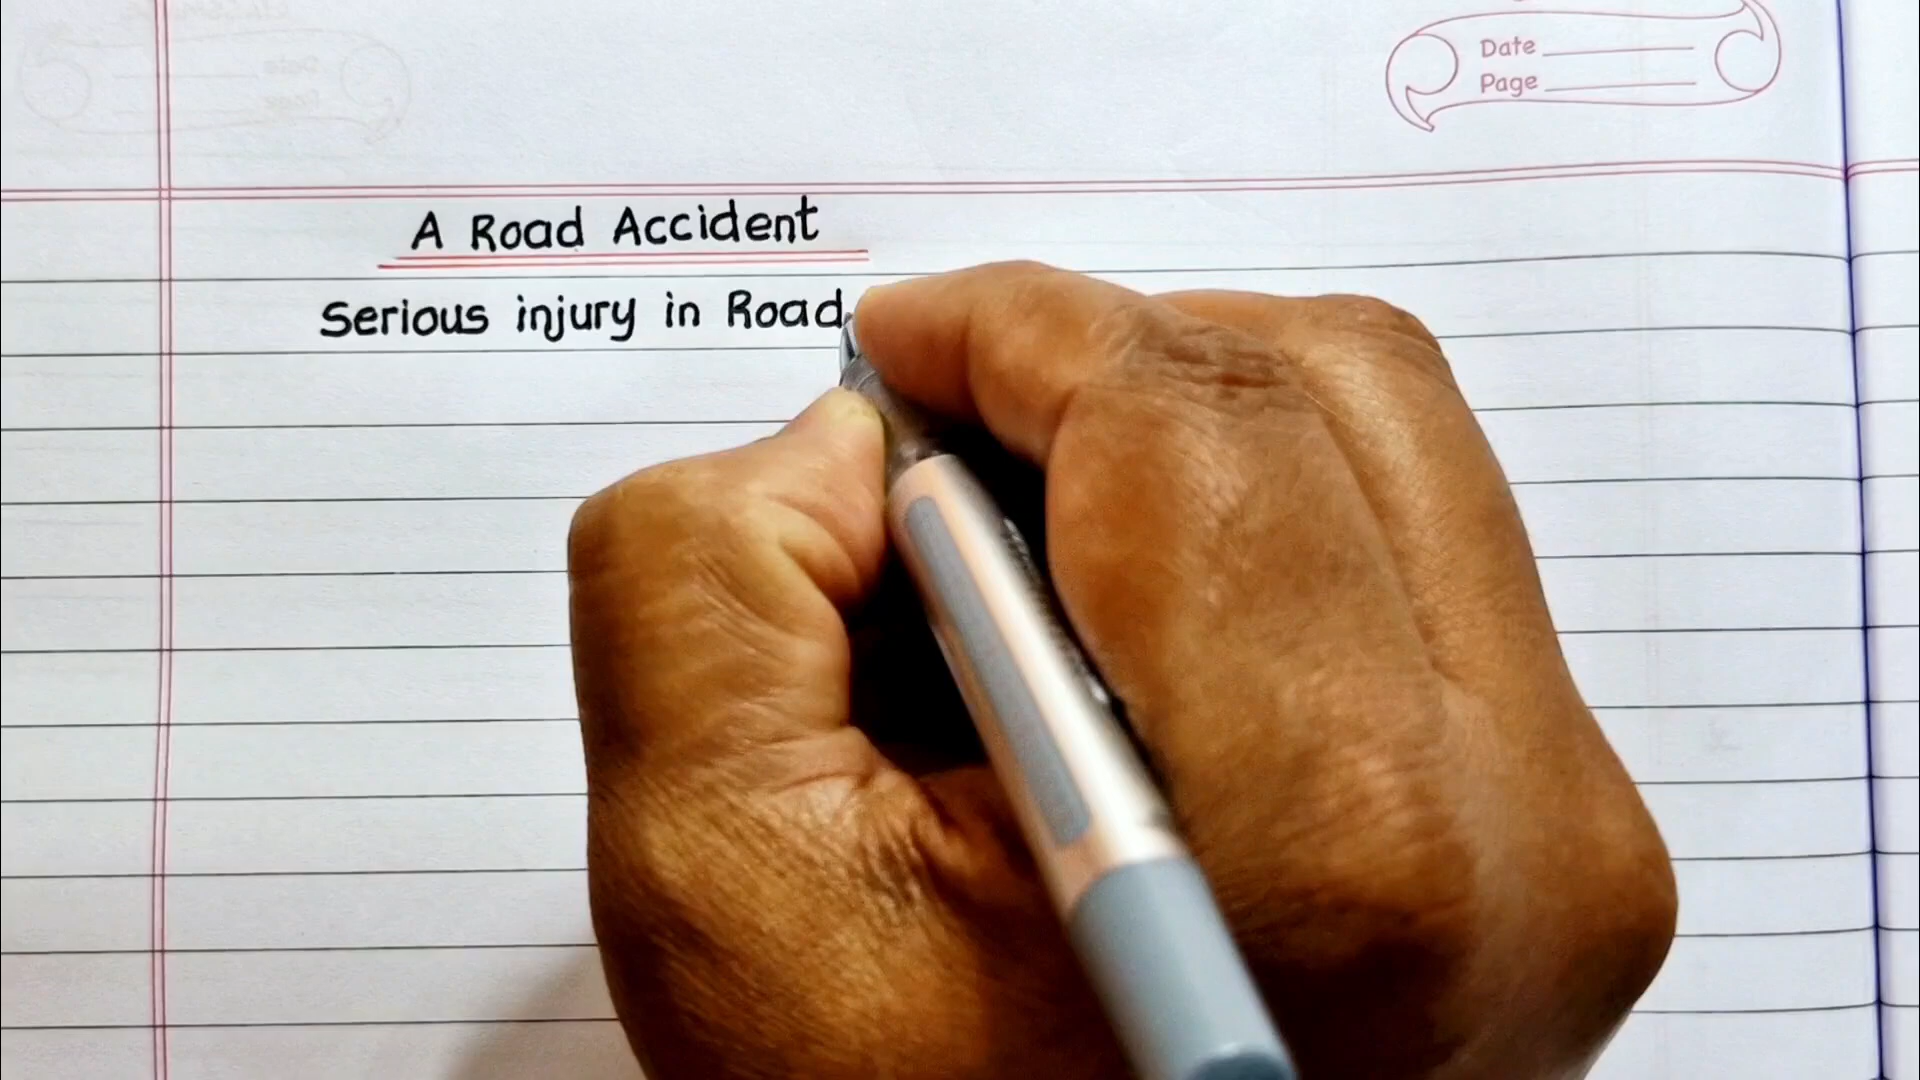 Date
Page
A Road Accident
Serious injury in Road